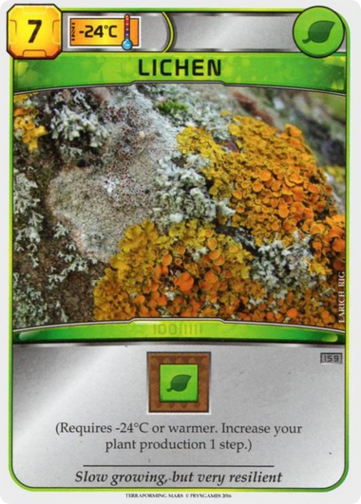 7
-24°C
LICHEN
LARICH_RIG
159
(Requires -24°C or warmer. Increase your
plant production 1 step.)
Slow growing, but very resilient
TERRAFORMING MARS © FRYXGAMES 2016